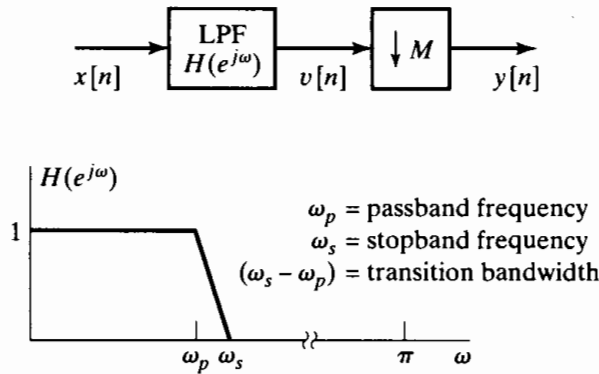 LPF
H(e^{jω})
↓ M
x[n]
v[n]
y[n]
H(e^{jω})
1
ω_p = passband frequency
ω_s = stopband frequency
(ω_s − ω_p) = transition bandwidth
ω_p
ω_s
π
ω